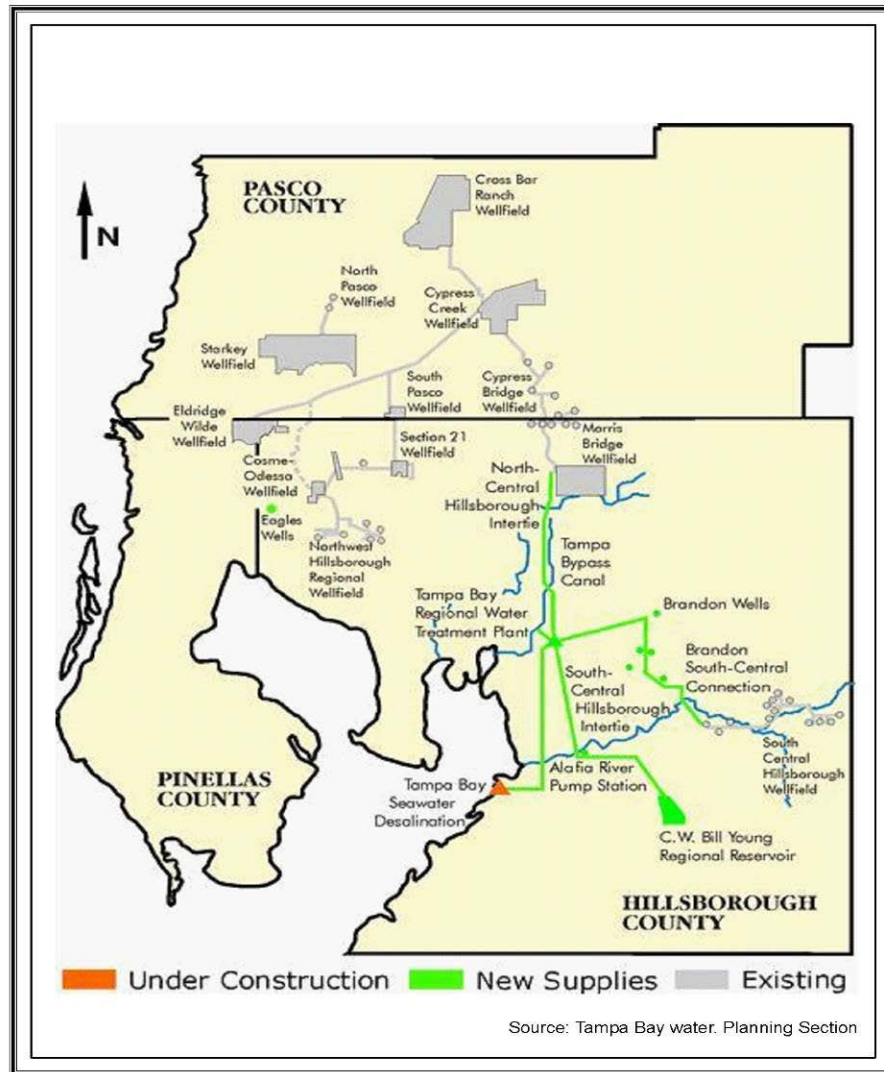 PASCO
COUNTY
Cross Bar
Ranch
Wellfield
N
North
Pasco
Wellfield
Cypress
Creek
Wellfield
Starkey
Wellfield
South
Pasco
Wellfield
Cypress
Bridge
Wellfield
Eldridge
Wilde
Wellfield
Section 21
Wellfield
Morris
Bridge
Wellfield
Cosme-
Odessa
Wellfield
North-
Central
Hillsborough
Intertie
Eagles
Wells
Northwest
Hillsborough
Regional
Wellfield
Tampa
Bypass
Canal
Tampa Bay
Regional Water
Treatment Plant
Brandon Wells
Brandon
South-Central
Connection
South-
Central
Hillsborough
Intertie
South
Central
Hillsborough
Wellfield
PINELLAS
COUNTY
Tampa Bay
Seawater
Desalination
Alafia River
Pump Station
C.W. Bill Young
Regional Reservoir
HILLSBOROUGH
COUNTY
Under Construction
New Supplies
Existing
Source: Tampa Bay water. Planning Section